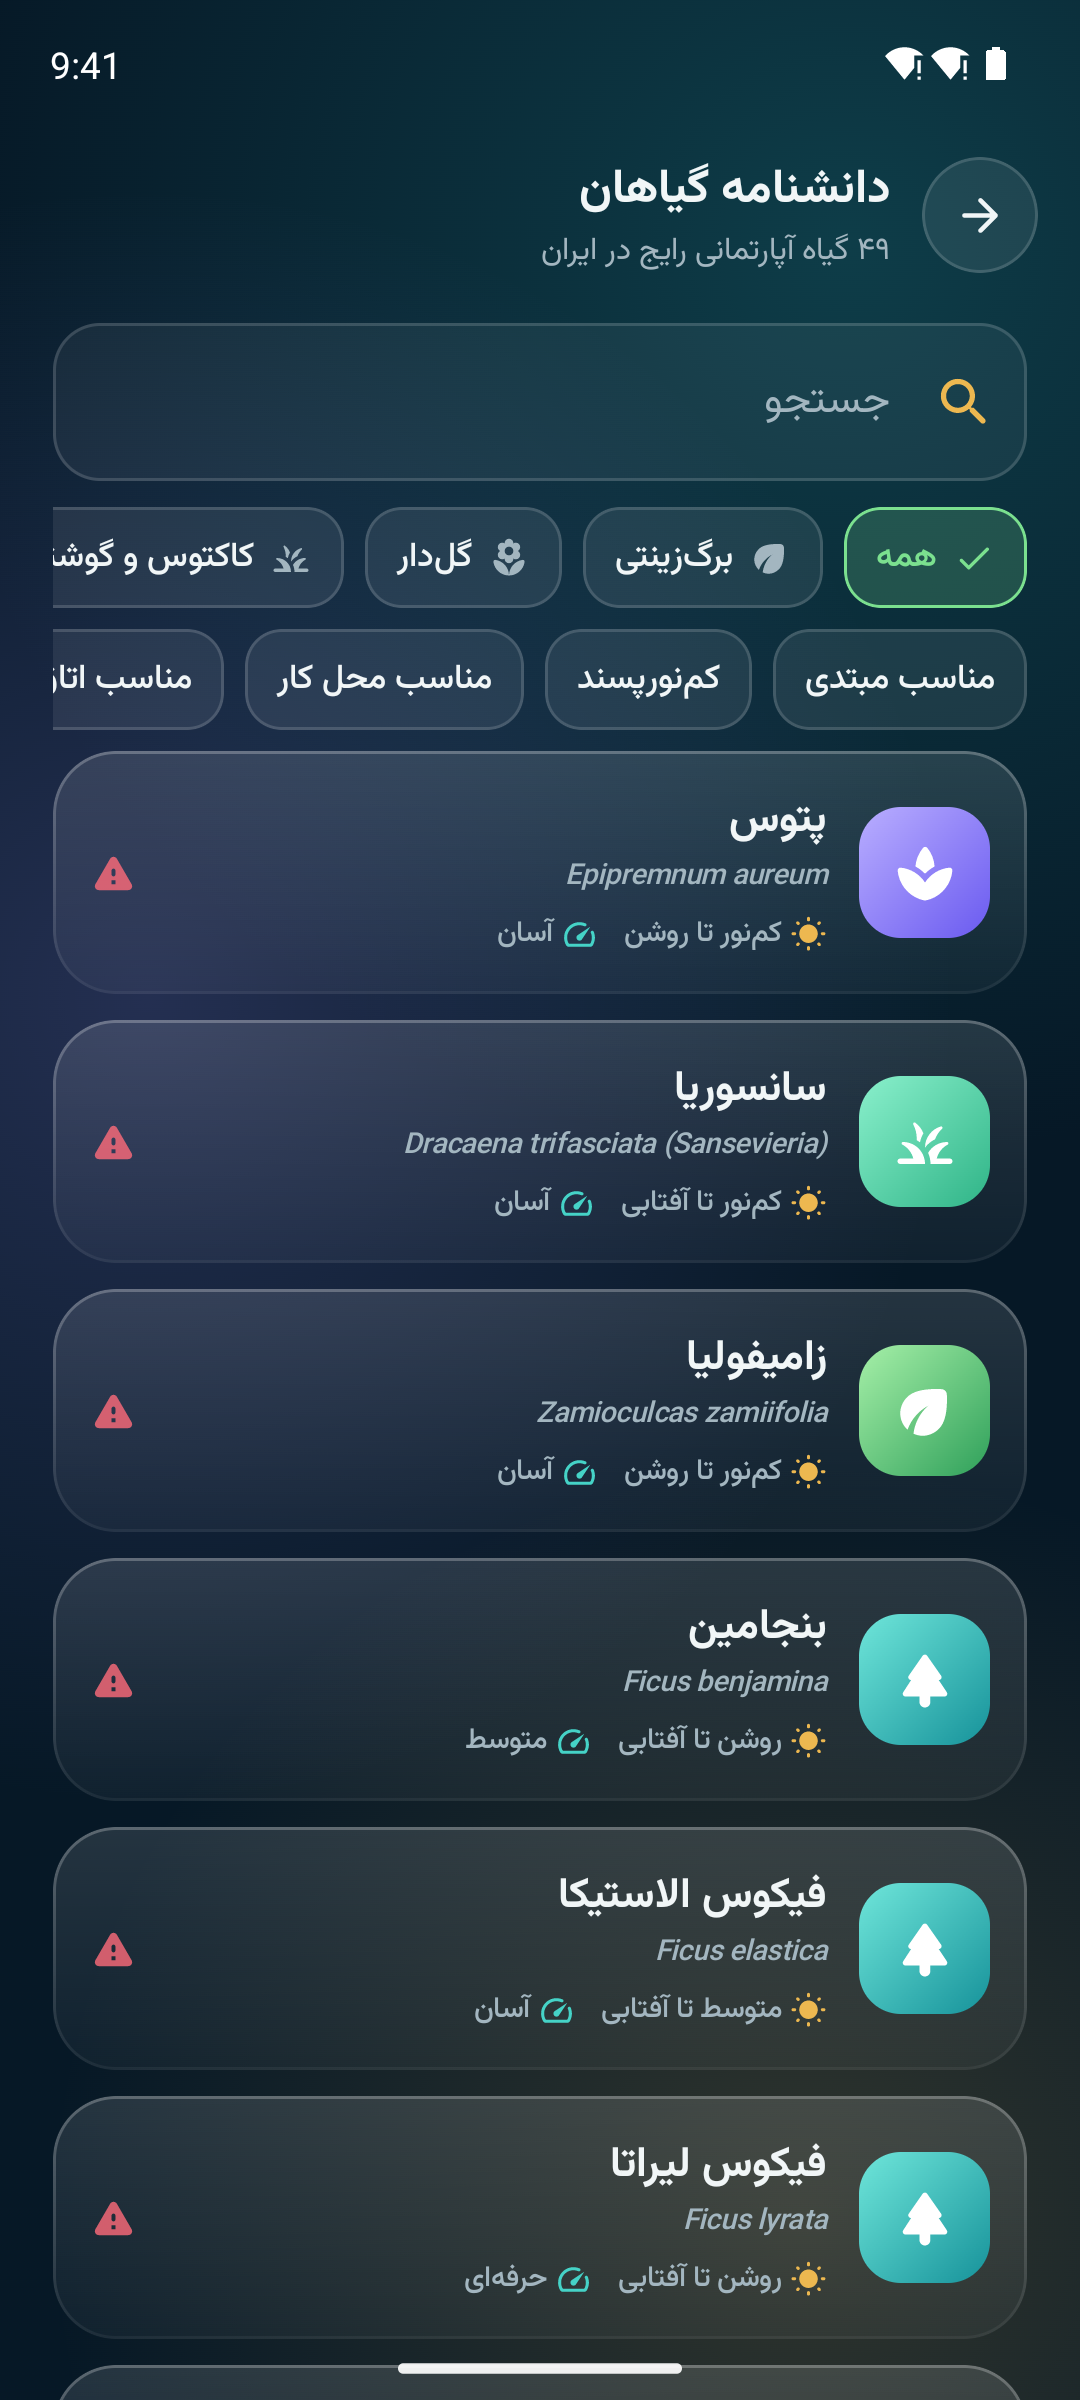 9:41
دانشنامه گیاهان
۴۹ گیاه آپارتمانی رایج در ایران
جستجو
همه
برگ‌زینتی
گل‌دار
کاکتوس و گوشت
مناسب مبتدی
کم‌نورپسند
مناسب محل کار
مناسب اتاق
پتوس
Epipremnum aureum
کم‌نور تا روشن آسان
سانسوریا
Dracaena trifasciata (Sansevieria)
کم‌نور تا آفتابی آسان
زامیفولیا
Zamioculcas zamiifolia
کم‌نور تا روشن آسان
بنجامین
Ficus benjamina
روشن تا آفتابی متوسط
فیکوس الاستیکا
Ficus elastica
متوسط تا آفتابی آسان
فیکوس لیراتا
Ficus lyrata
روشن تا آفتابی حرفه‌ای